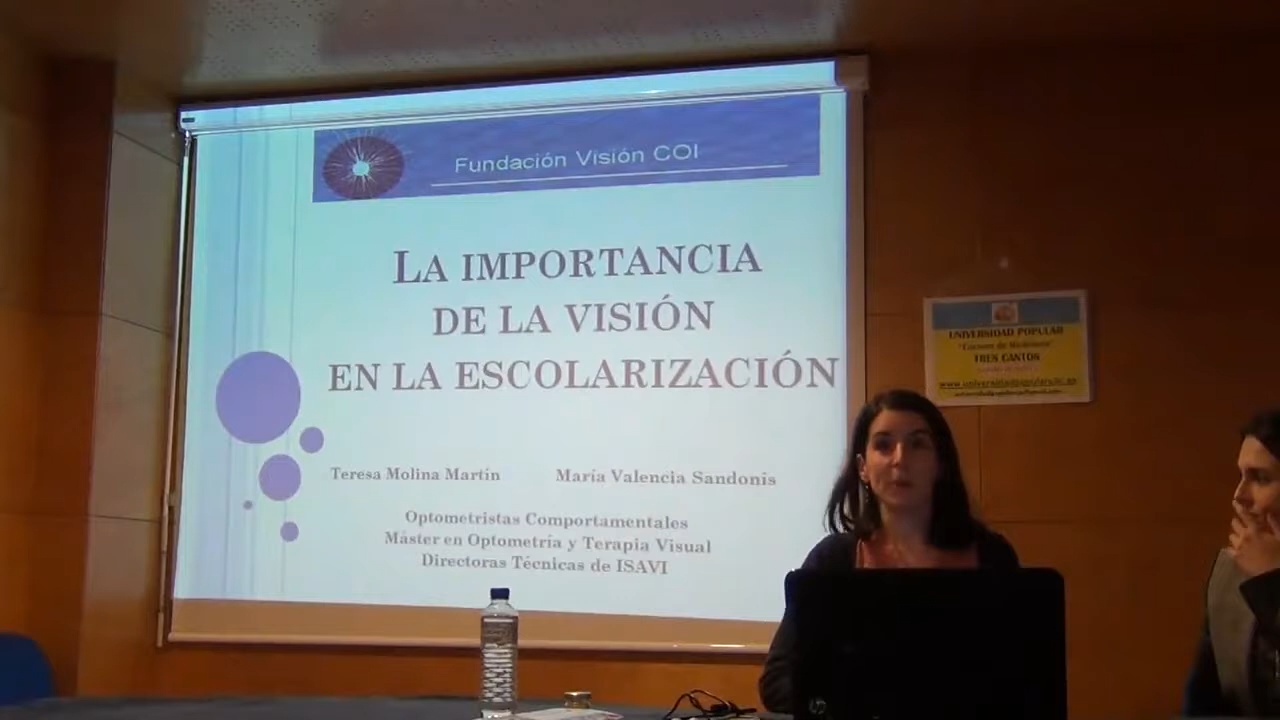 Fundación Visión COI
LA IMPORTANCIA
DE LA VISIÓN
EN LA ESCOLARIZACIÓN
Teresa Molina Martín María Valencia Sandonis
Optometristas Comportamentales
Máster en Optometría y Terapia Visual
Directoras Técnicas de ISAVI
UNIVERSIDAD POPULAR
TRES CANTOS
hp